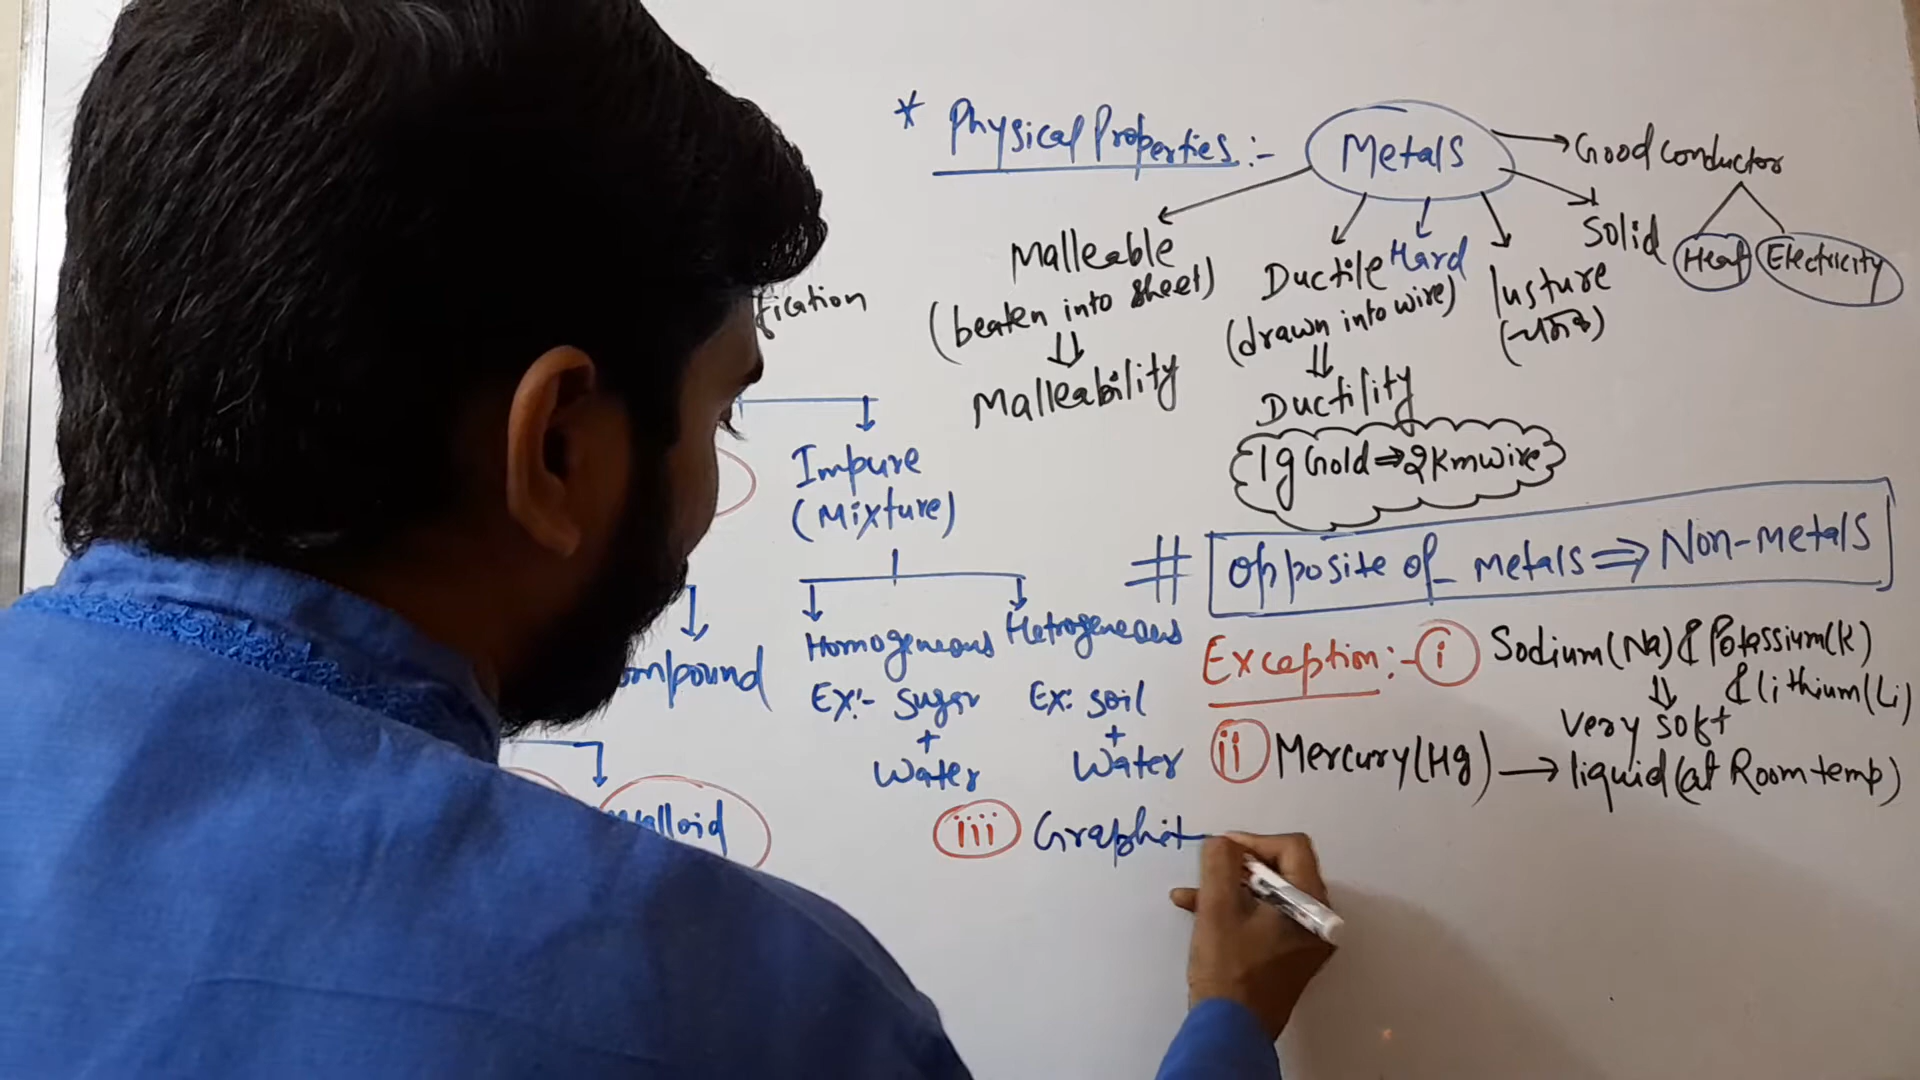 * Physical Properties :- Metals
Good conductor
Heat Electricity
Solid
Malleable
(beaten into sheet)
⇓
Malleability
Ductile
(drawn into wire)
⇓
Ductility
1g Gold ⇒ 2Km wire
Hard
lusture
(चमक)
fication
Impure
(Mixture)
Homogeneous
Ex:- Sugar
+
Water
Hetrogeneous
Ex: Soil
+
Water
ompound
alloid
# opposite of metals ⇒ Non-metals
Exception:- i Sodium(Na) & Potassium(K)
& Lithium(Li)
⇓
very soft
ii Mercury(Hg) → liquid (at Room temp)
iii Graphit